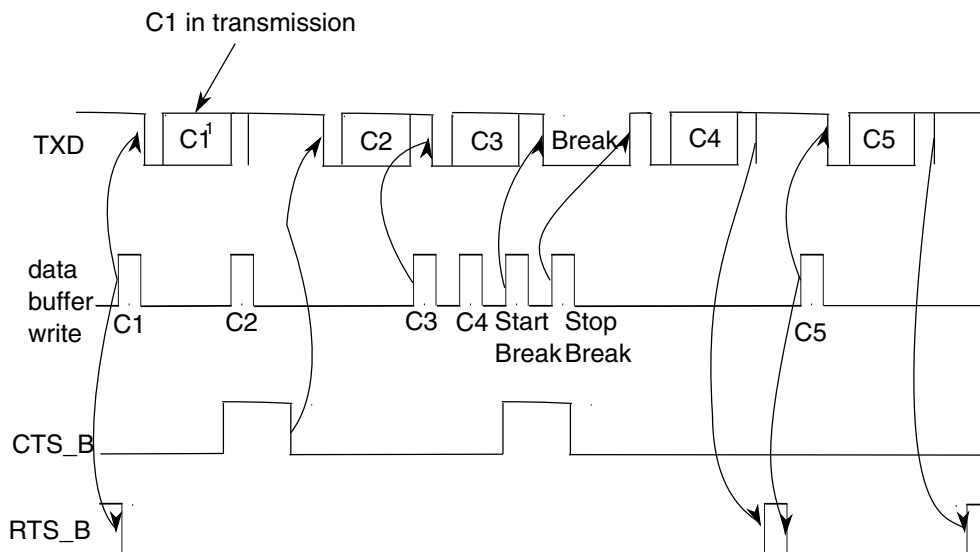 C1 in transmission
TXD
C1
1
C2
C3
Break
C4
C5
data
buffer
write
C1
C2
C3
C4
Start
Break
Stop
Break
C5
CTS_B
RTS_B